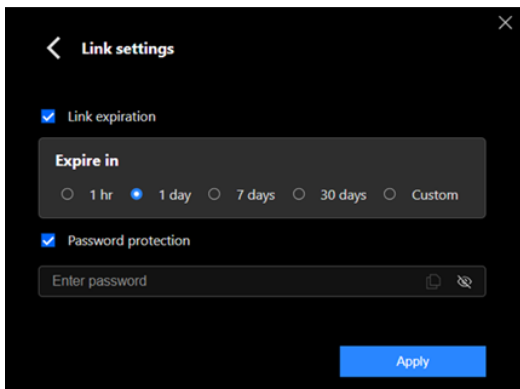 Link settings
Link expiration
Expire in
1 hr 1 day 7 days 30 days Custom
Password protection
Enter password
Apply